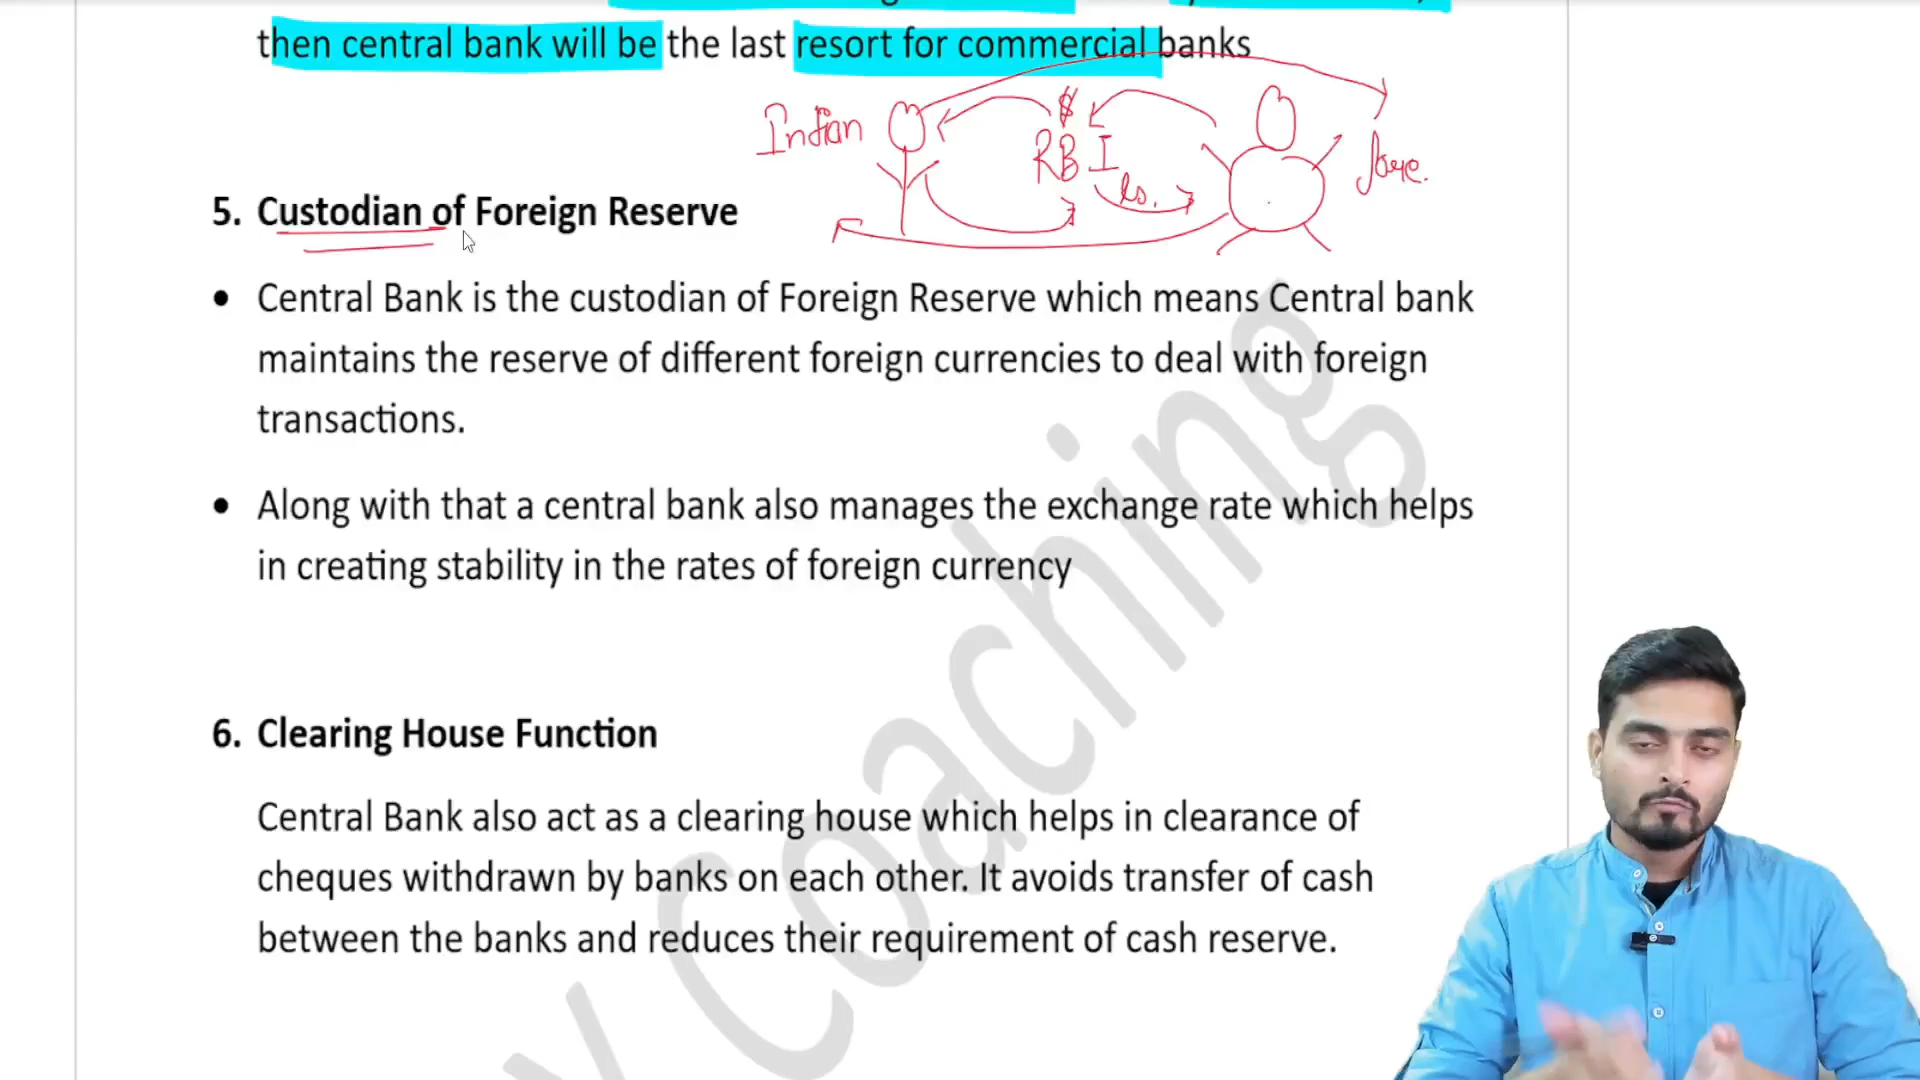 then central bank will be the last resort for commercial banks
Indian
$
RBI
Rs.
5. Custodian of Foreign Reserve
• Central Bank is the custodian of Foreign Reserve which means Central bank
maintains the reserve of different foreign currencies to deal with foreign
transactions.
• Along with that a central bank also manages the exchange rate which helps
in creating stability in the rates of foreign currency
6. Clearing House Function
Central Bank also act as a clearing house which helps in clearance of
cheques withdrawn by banks on each other. It avoids transfer of cash
between the banks and reduces their requirement of cash reserve.
y Coaching